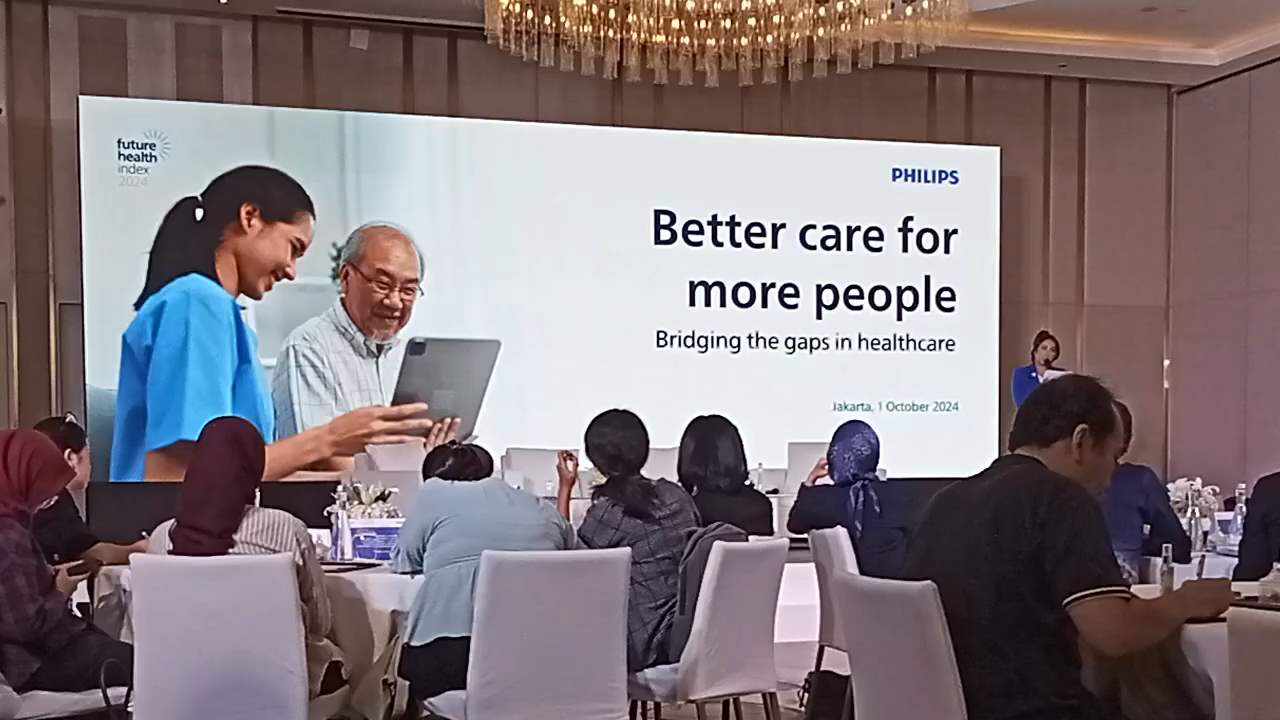 future
health
index
2024
PHILIPS
Better care for
more people
Bridging the gaps in healthcare
Jakarta, 1 October 2024